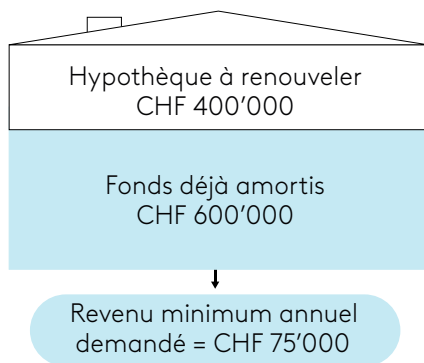 Hypothèque à renouveler
CHF 400’000
Fonds déjà amortis
CHF 600’000
Revenu minimum annuel
demandé = CHF 75’000